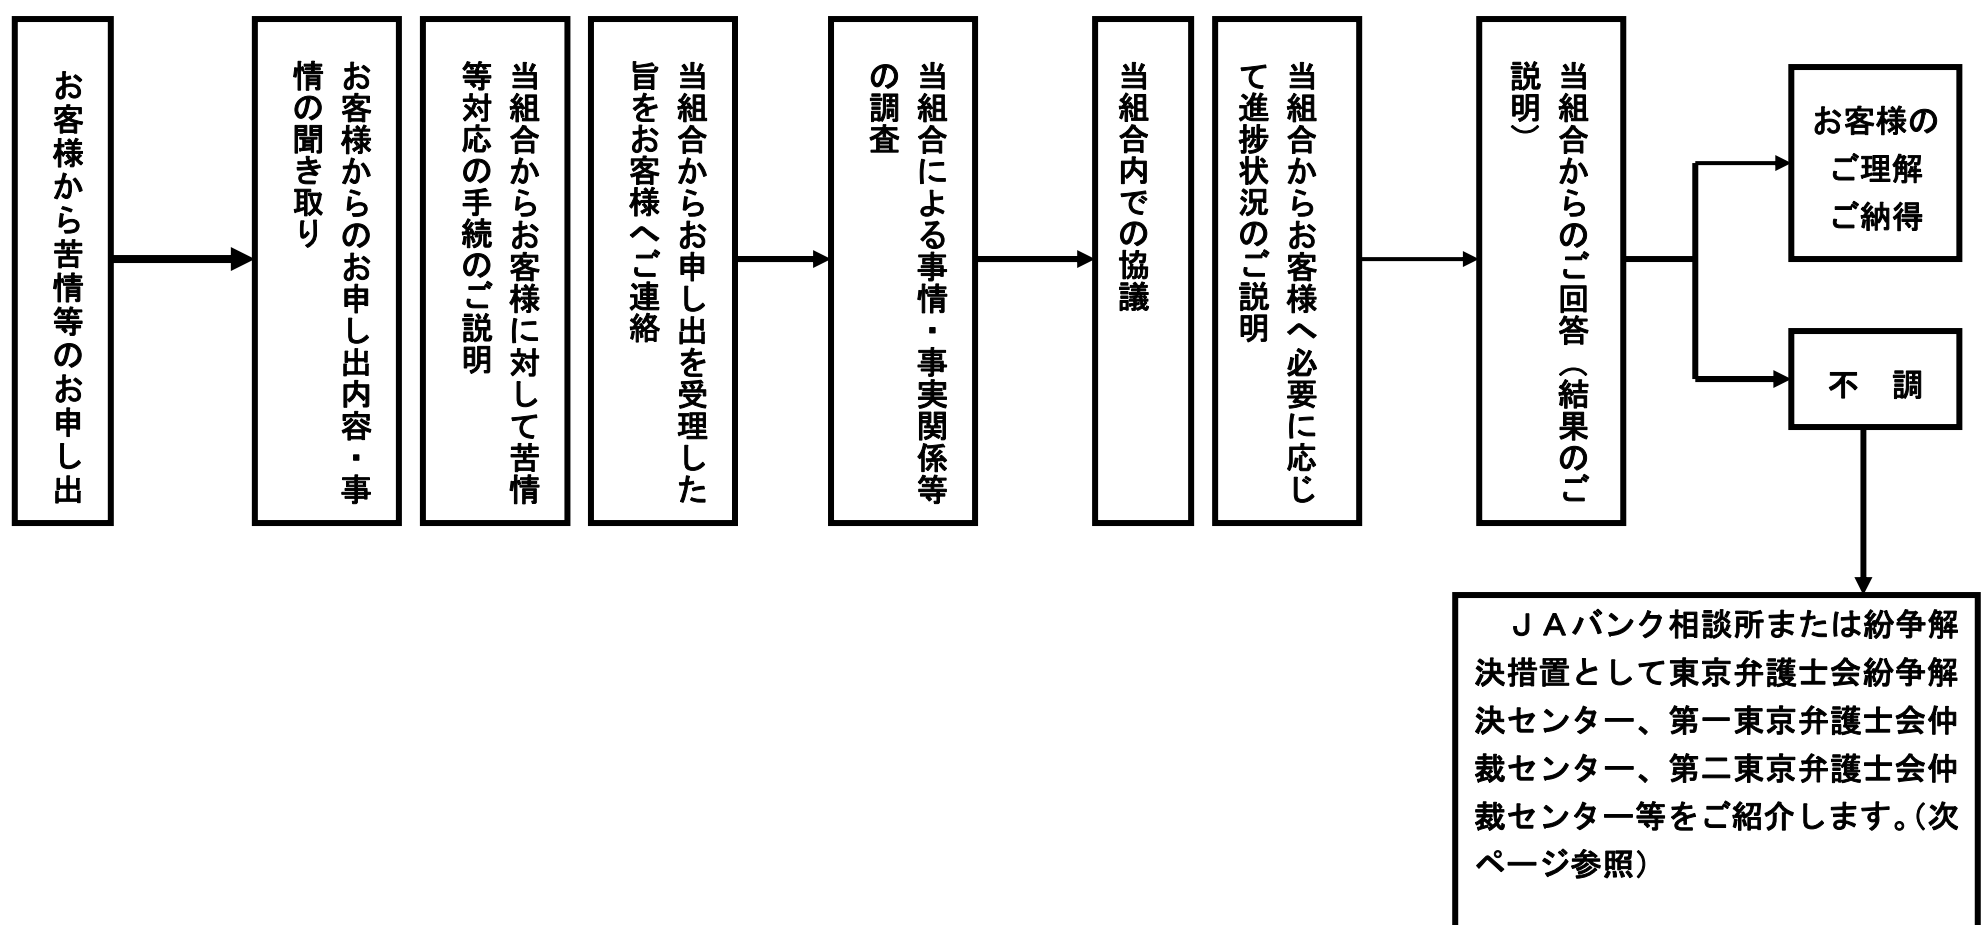 お客様から苦情等のお申し出
お客様からのお申し出内容・事
情の聞き取り
当組合からお客様に対して苦情
等対応の手続のご説明
当組合からお申し出を受理した
旨をお客様へご連絡
当組合による事情・事実関係等
の調査
当組合内での協議
当組合からお客様へ必要に応じ
て進捗状況のご説明
当組合からのご回答（結果のご
説明）
お客様の
ご理解
ご納得
不　調
ＪＡバンク相談所または紛争解
決措置として東京弁護士会紛争解
決センター、第一東京弁護士会仲
裁センター、第二東京弁護士会仲
裁センター等をご紹介します。（次
ページ参照）